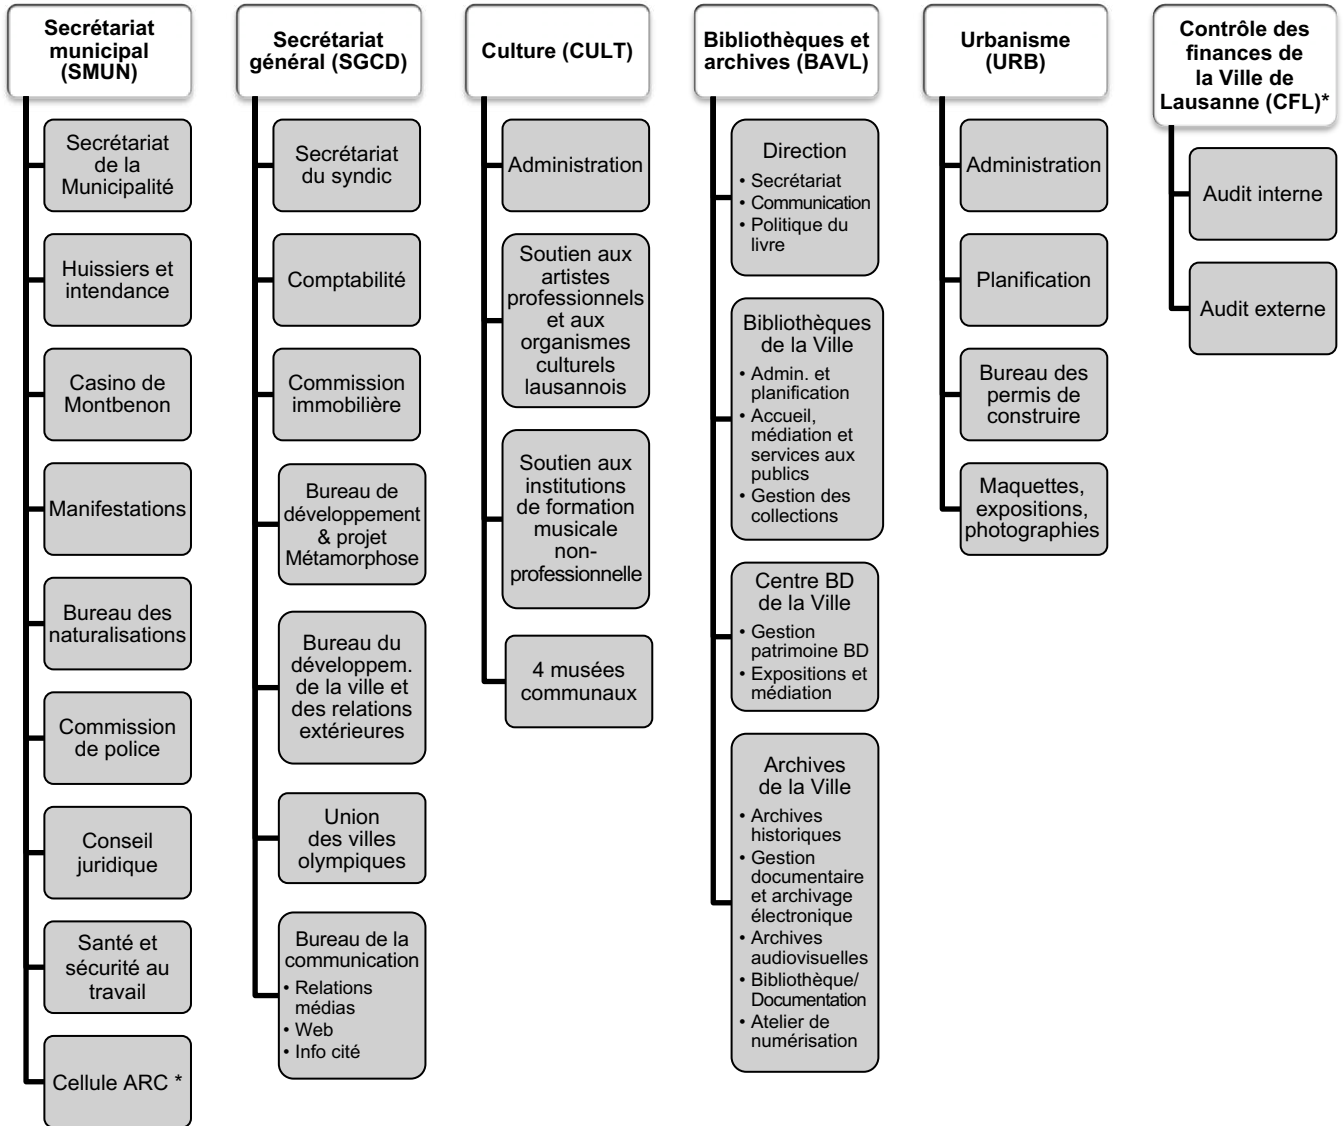 Secrétariat
municipal
(SMUN)
Secrétariat
de la
Municipalité
Huissiers et
intendance
Casino de
Montbenon
Manifestations
Bureau des
naturalisations
Commission
de police
Conseil
juridique
Santé et
sécurité au
travail
Cellule ARC *
Secrétariat
général (SGCD)
Secrétariat
du syndic
Comptabilité
Commission
immobilière
Bureau de
développement
& projet
Métamorphose
Bureau du
développem.
de la ville et
des relations
extérieures
Union
des villes
olympiques
Bureau de la
communication
• Relations
médias
• Web
• Info cité
Culture (CULT)
Administration
Soutien aux
artistes
professionnels
et aux
organismes
culturels
lausannois
Soutien aux
institutions
de formation
musicale
non-
professionnelle
4 musées
communaux
Bibliothèques et
archives (BAVL)
Direction
• Secrétariat
• Communication
• Politique du
livre
Bibliothèques
de la Ville
• Admin. et
planification
• Accueil,
médiation et
services aux
publics
• Gestion des
collections
Centre BD
de la Ville
• Gestion
patrimoine BD
• Expositions et
médiation
Archives
de la Ville
• Archives
historiques
• Gestion
documentaire
et archivage
électronique
• Archives
audiovisuelles
• Bibliothèque/
Documentation
• Atelier de
numérisation
Urbanisme
(URB)
Administration
Planification
Bureau des
permis de
construire
Maquettes,
expositions,
photographies
Contrôle des
finances de
la Ville de
Lausanne (CFL)*
Audit interne
Audit externe